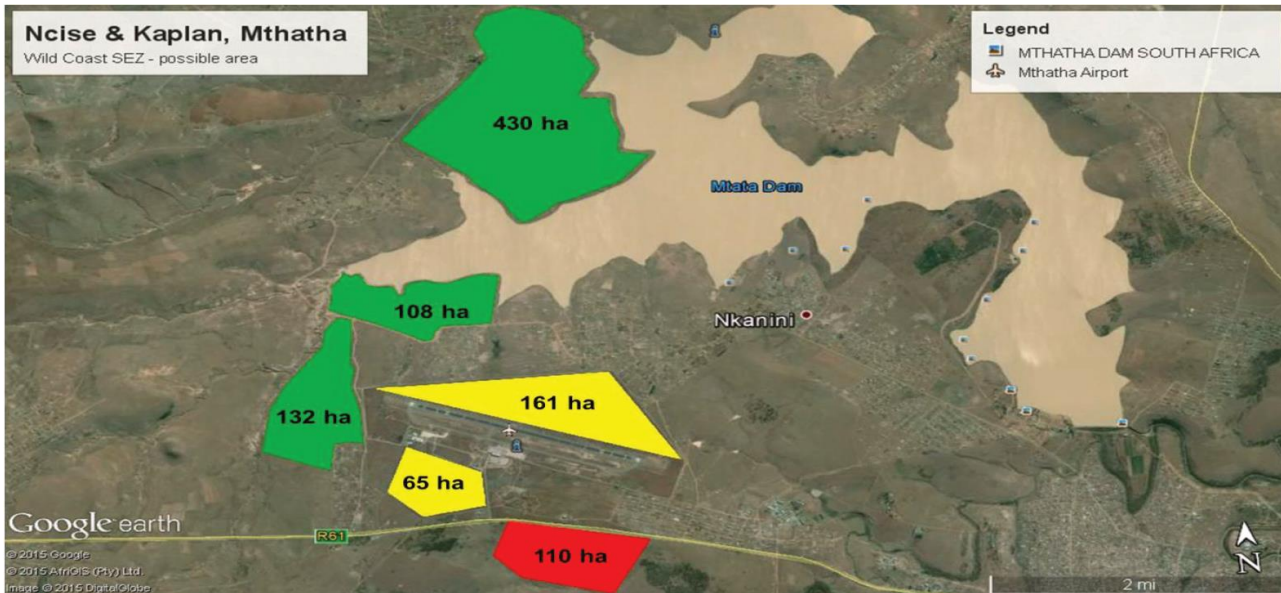 Ncise & Kaplan, Mthatha
Wild Coast SEZ - possible area
Legend
MTHATHA DAM SOUTH AFRICA
Mthatha Airport
430 ha
Mtata Dam
108 ha
Nkanini
132 ha
161 ha
65 ha
Google earth
R61
110 ha
© 2015 Google
© 2015 AfriGIS (Pty) Ltd.
Image © 2015 DigitalGlobe
N
2 mi